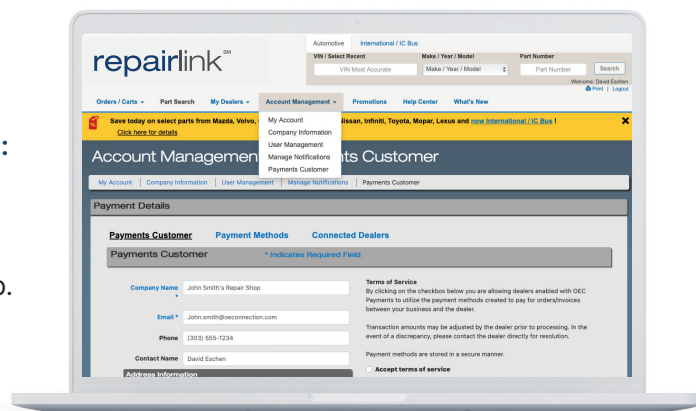 :
o.
Automotive International / IC Bus
repairlink℠
VIN / Select Recent Make / Year / Model Part Number
VIN Most Accurate Make / Year / Model Part Number Search
Welcome: David Eschen
Print | Logout
Orders / Carts Part Search My Dealers Account Management Promotions Help Center What's New
Save today on select parts from Mazda, Volvo, Nissan, Infiniti, Toyota, Mopar, Lexus and now International / IC Bus !
Click here for details
My Account
Company Information
User Management
Manage Notifications
Payments Customer
Account Management ts Customer
My Account | Company Information | User Management | Manage Notifications | Payments Customer
Payment Details
Payments Customer Payment Methods Connected Dealers
Payments Customer * Indicates Required Field
Company Name * John Smith's Repair Shop
Email * John.smith@oeconnection.com
Phone (303) 555-1234
Contact Name David Eschen
Address Information
Terms of Service
By clicking on the checkbox below you are allowing dealers enabled with OEC
Payments to utilize the payment methods created to pay for orders/invoices
between your business and the dealer.
Transaction amounts may be adjusted by the dealer prior to processing. In the
event of a discrepancy, please contact the dealer directly for resolution.
Payment methods are stored in a secure manner.
Accept terms of service